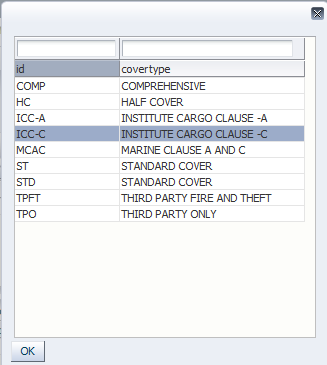 id covertype
COMP COMPREHENSIVE
HC HALF COVER
ICC-A INSTITUTE CARGO CLAUSE -A
ICC-C INSTITUTE CARGO CLAUSE -C
MCAC MARINE CLAUSE A AND C
ST STANDARD COVER
STD STANDARD COVER
TPFT THIRD PARTY FIRE AND THEFT
TPO THIRD PARTY ONLY
OK